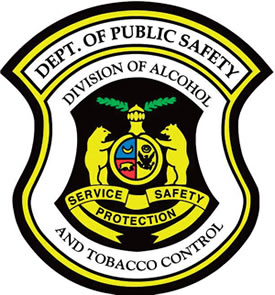 DEPT. OF PUBLIC SAFETY
DIVISION OF ALCOHOL
SERVICE SAFETY
PROTECTION
AND TOBACCO CONTROL